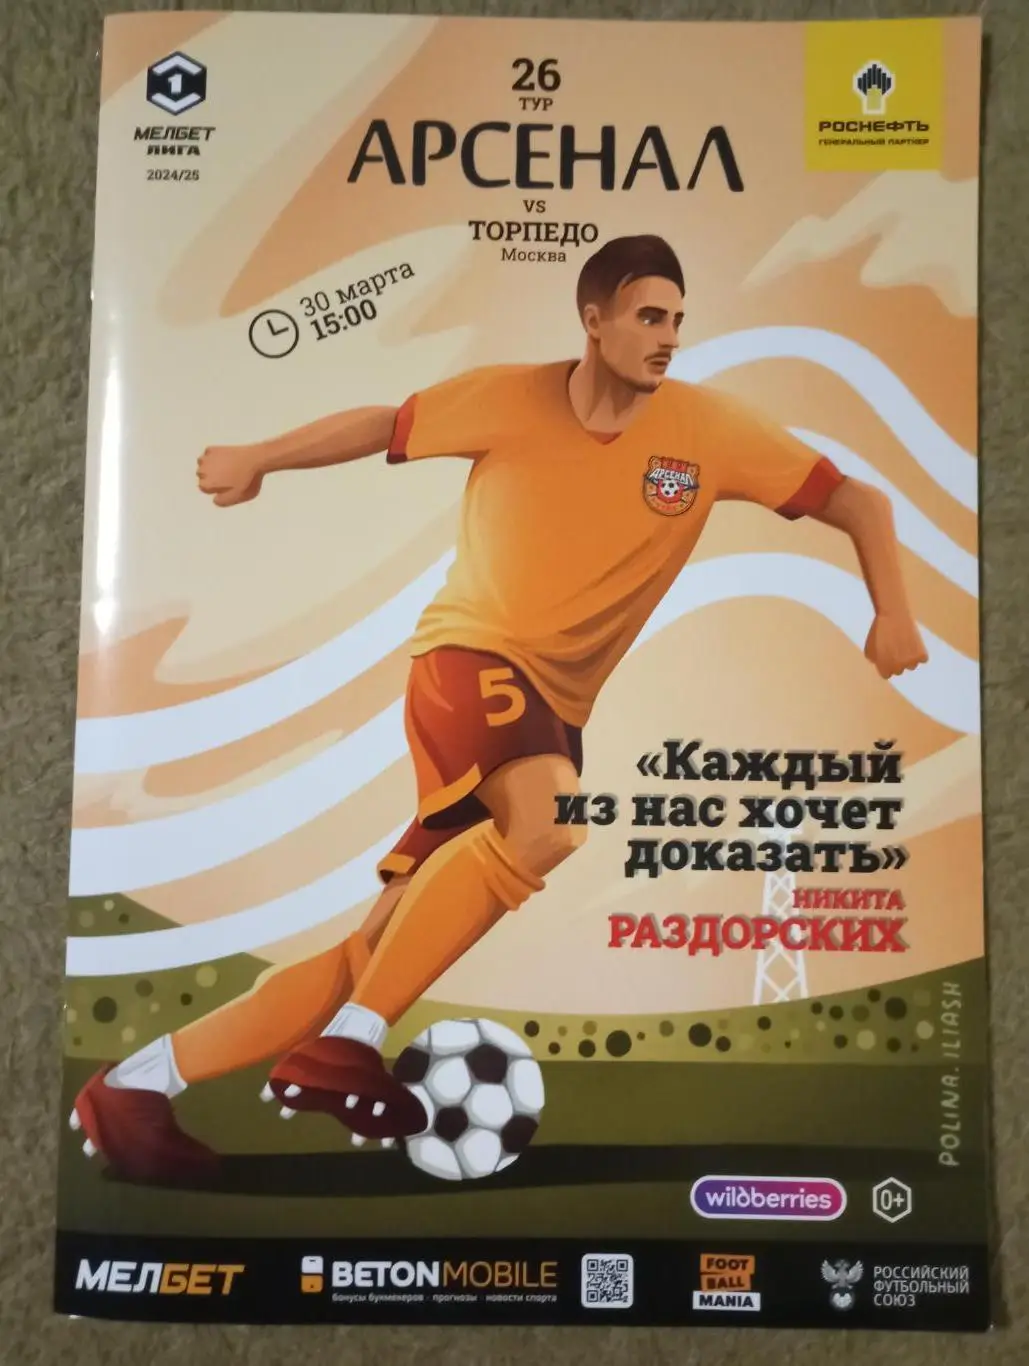 1
МЕЛБЕТ
ЛИГА
2024/25
26
ТУР
АРСЕНАЛ
vs
ТОРПЕДО
Москва
РОСНЕФТЬ
ГЕНЕРАЛЬНЫЙ ПАРТНЕР
30 марта
15:00
АРСЕНАЛ
5
«Каждый
из нас хочет
доказать»
НИКИТА
РАЗДОРСКИХ
POLINA.ILIASH
wildberries
0+
МЕЛБЕТ
BETONMOBILE
бонусы букмекеров · прогнозы · новости спорта
FOOT
BALL
MANIA
РОССИЙСКИЙ
ФУТБОЛЬНЫЙ
СОЮЗ